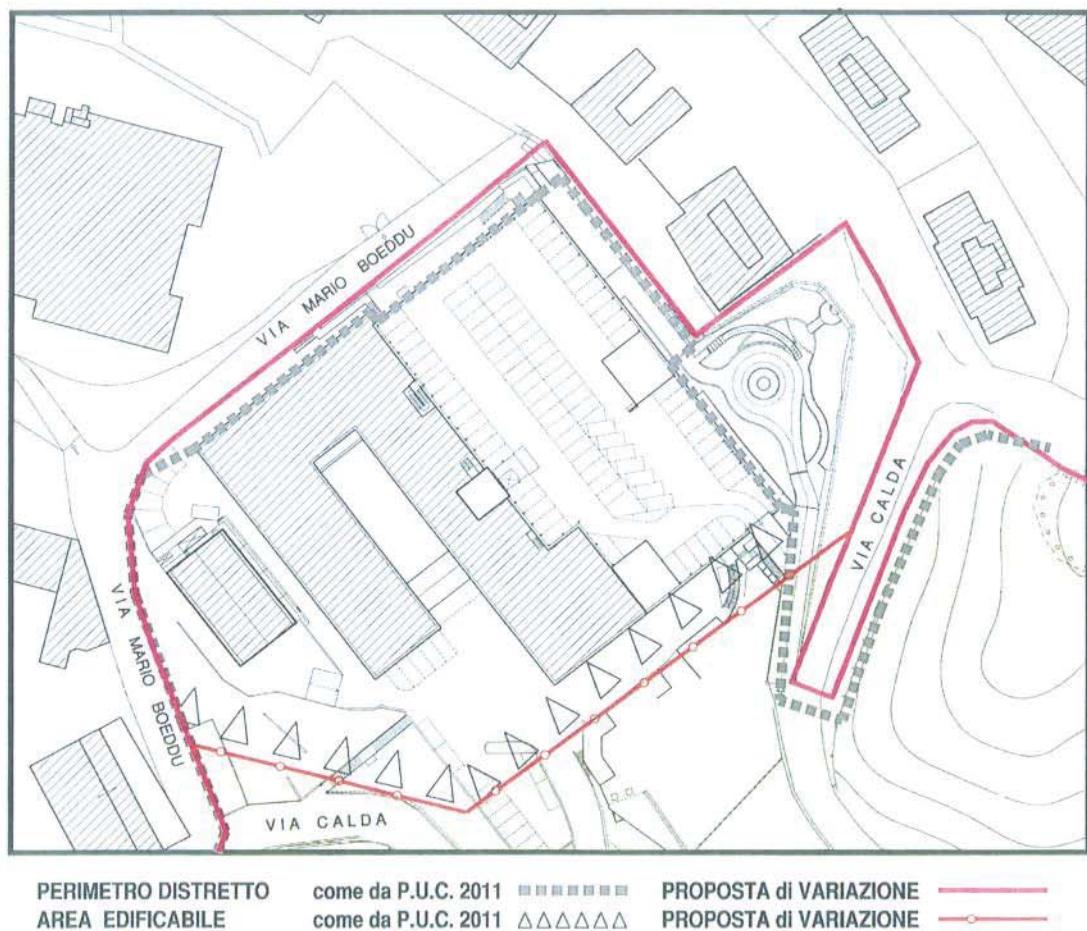 VIA MARIO BOEDDU
VIA CALDA
VIA MARIO BOEDDU
VIA CALDA
PERIMETRO DISTRETTO come da P.U.C. 2011 PROPOSTA di VARIAZIONE
AREA EDIFICABILE come da P.U.C. 2011 PROPOSTA di VARIAZIONE